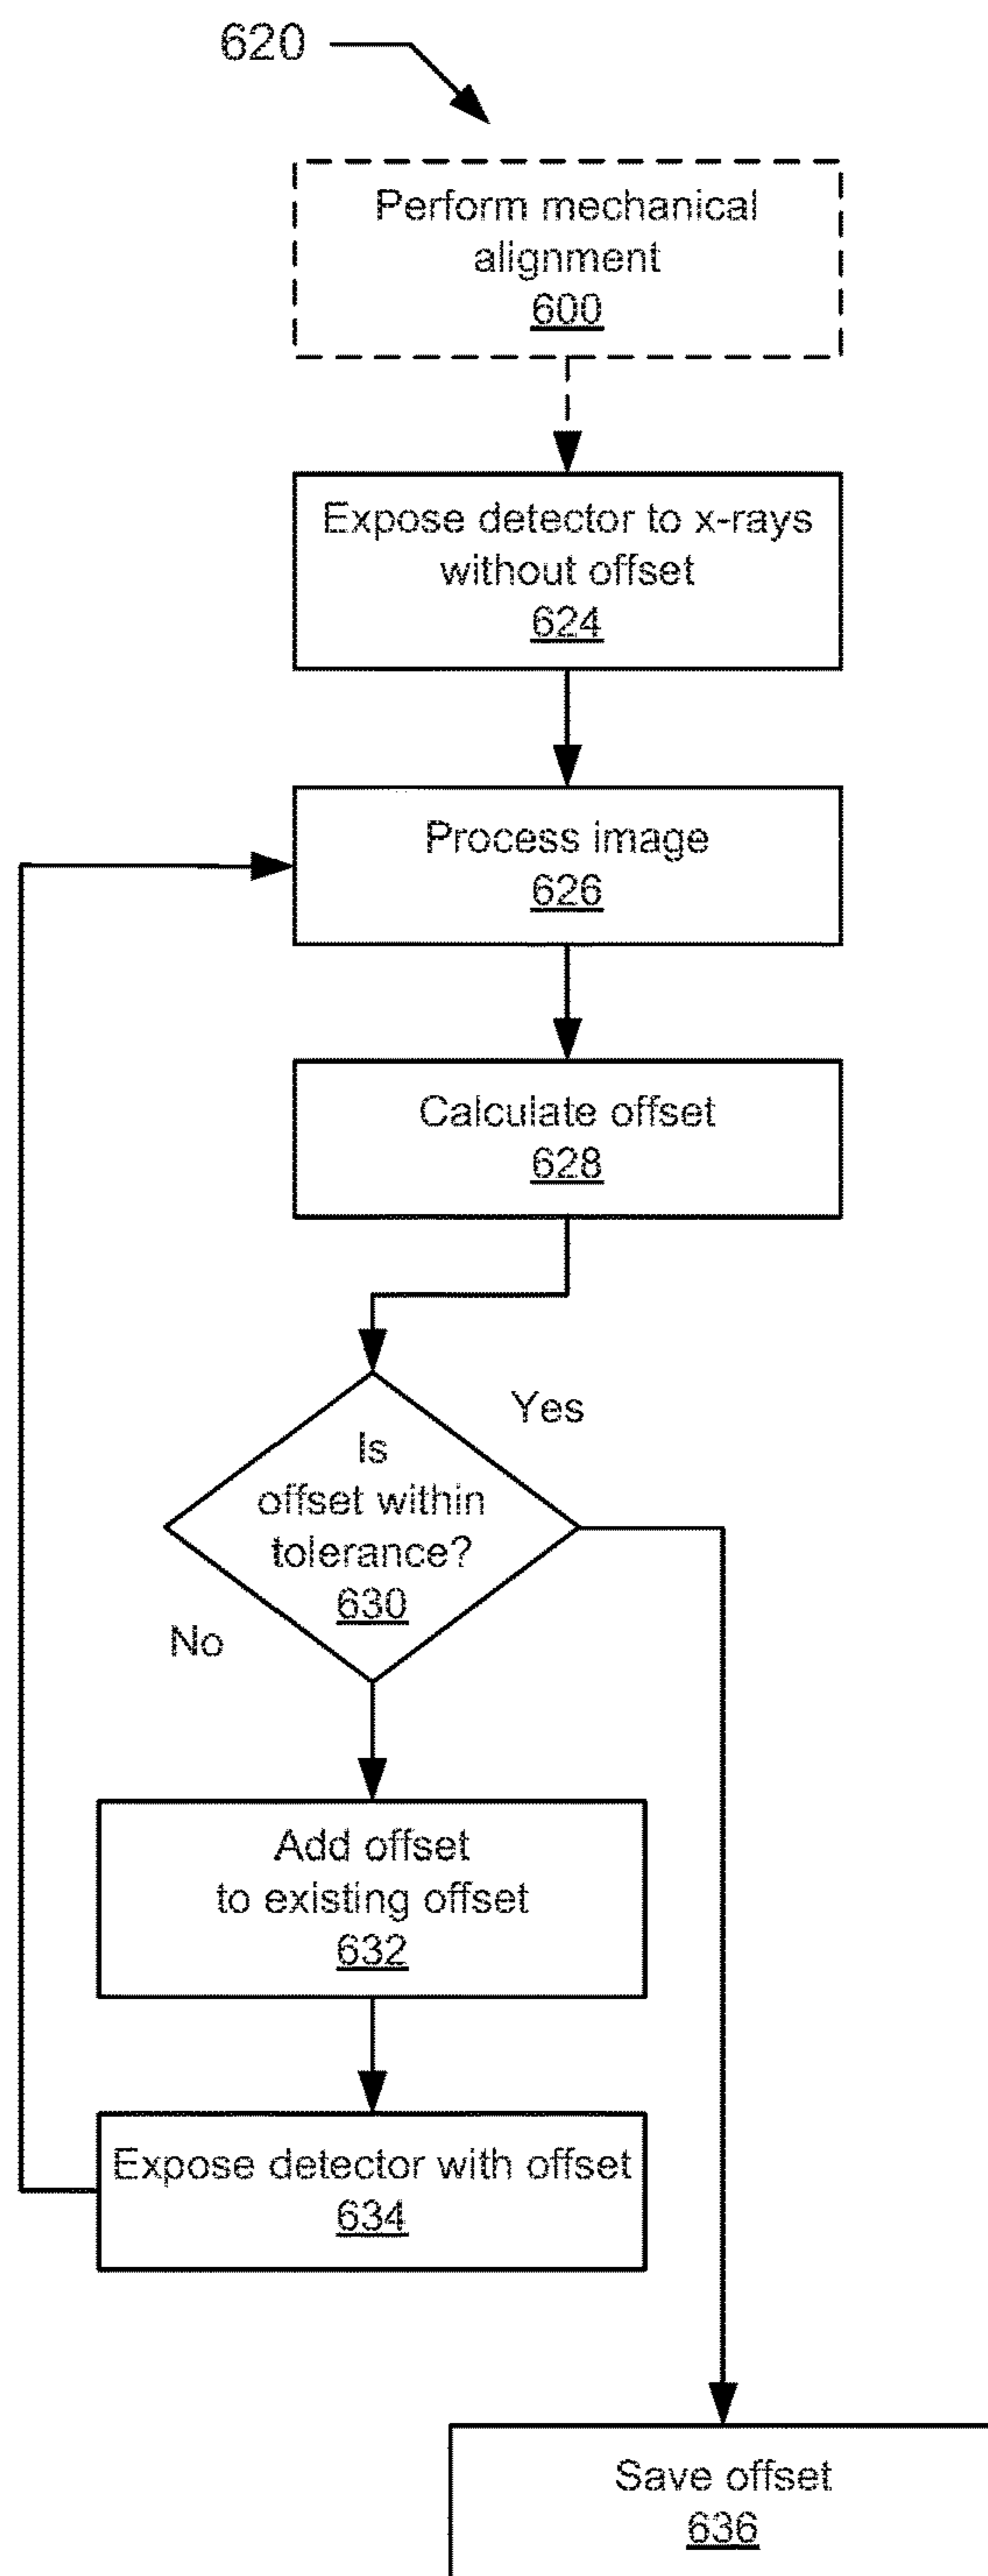 620
Perform mechanical
alignment
600
Expose detector to x-rays
without offset
624
Process image
626
Calculate offset
628
Is
offset within
tolerance?
630
Yes
No
Add offset
to existing offset
632
Expose detector with offset
634
Save offset
636